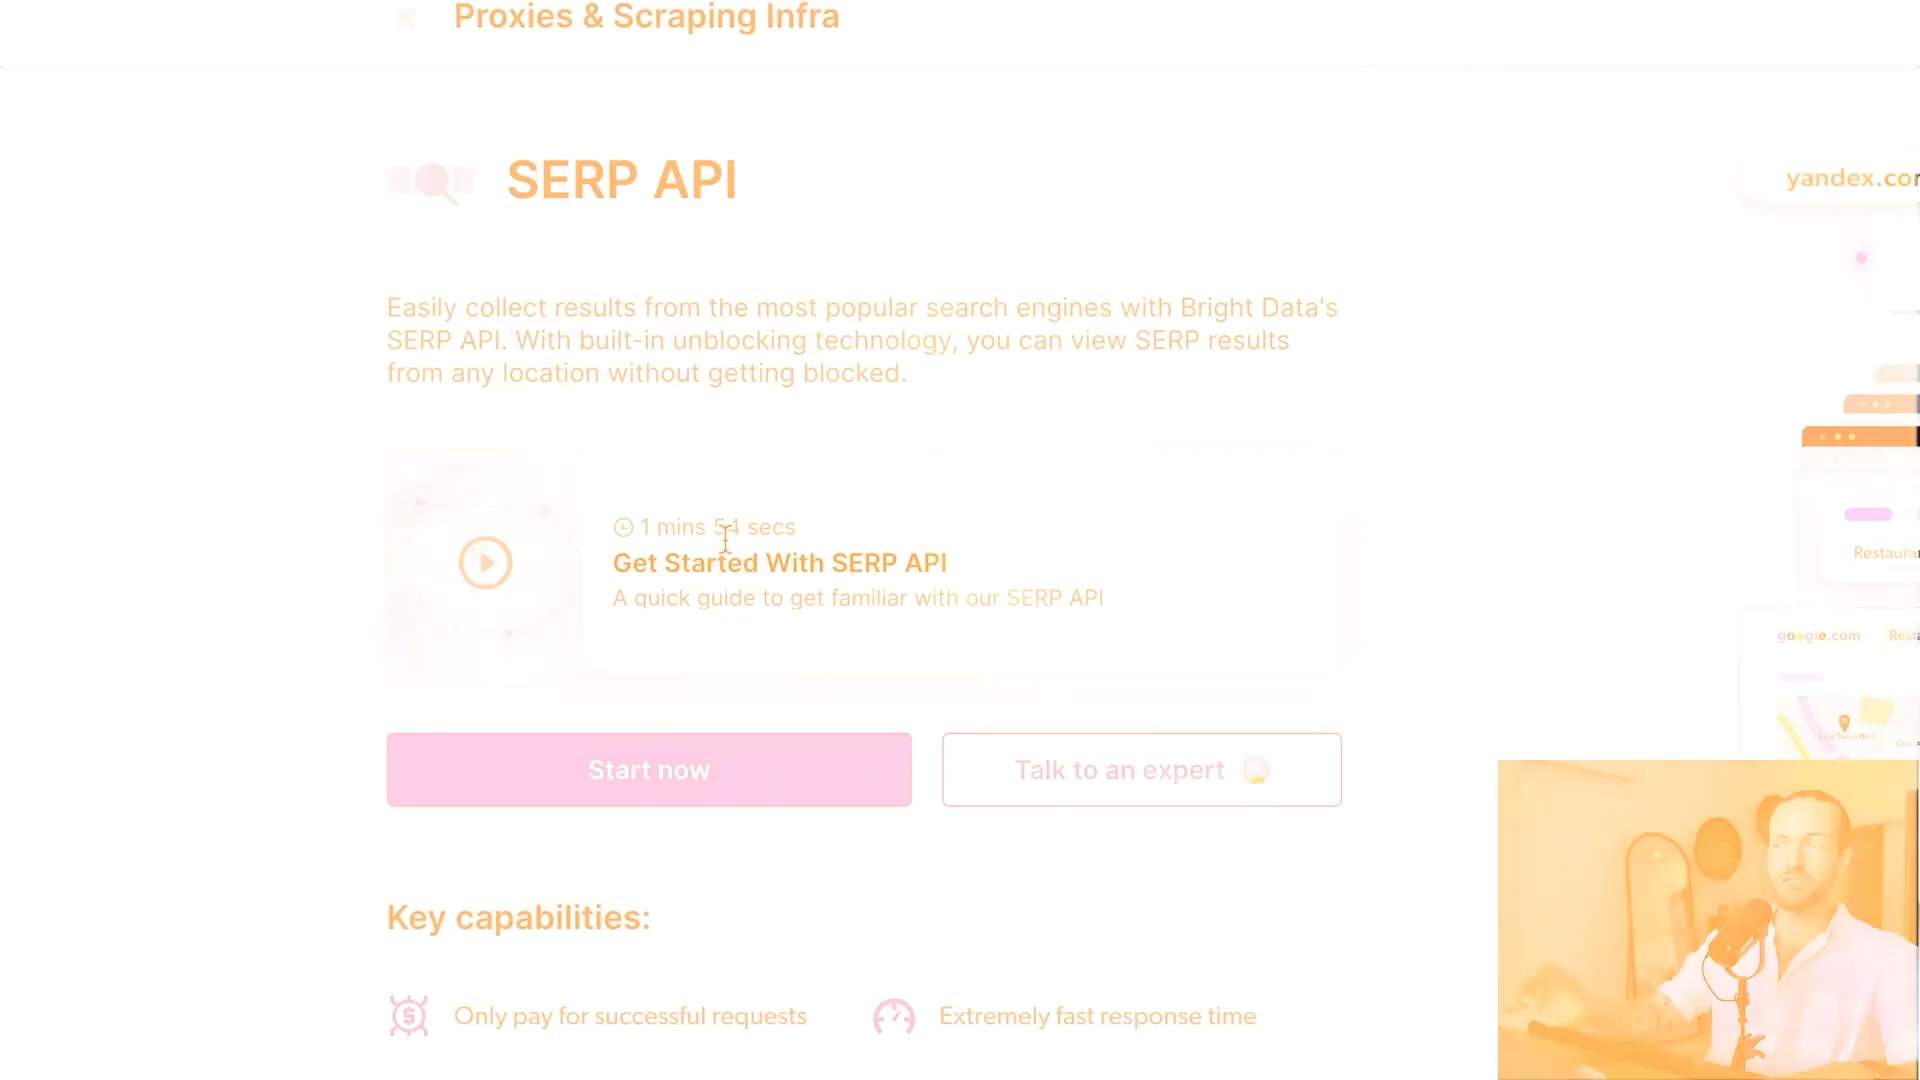 Proxies & Scraping Infra
SERP API
yandex.co
Easily collect results from the most popular search engines with Bright Data's
SERP API. With built-in unblocking technology, you can view SERP results
from any location without getting blocked.
1 mins 54 secs
Get Started With SERP API
A quick guide to get familiar with our SERP API
Restaura
google.com Rest
Start now
Talk to an expert
Key capabilities:
Only pay for successful requests
Extremely fast response time